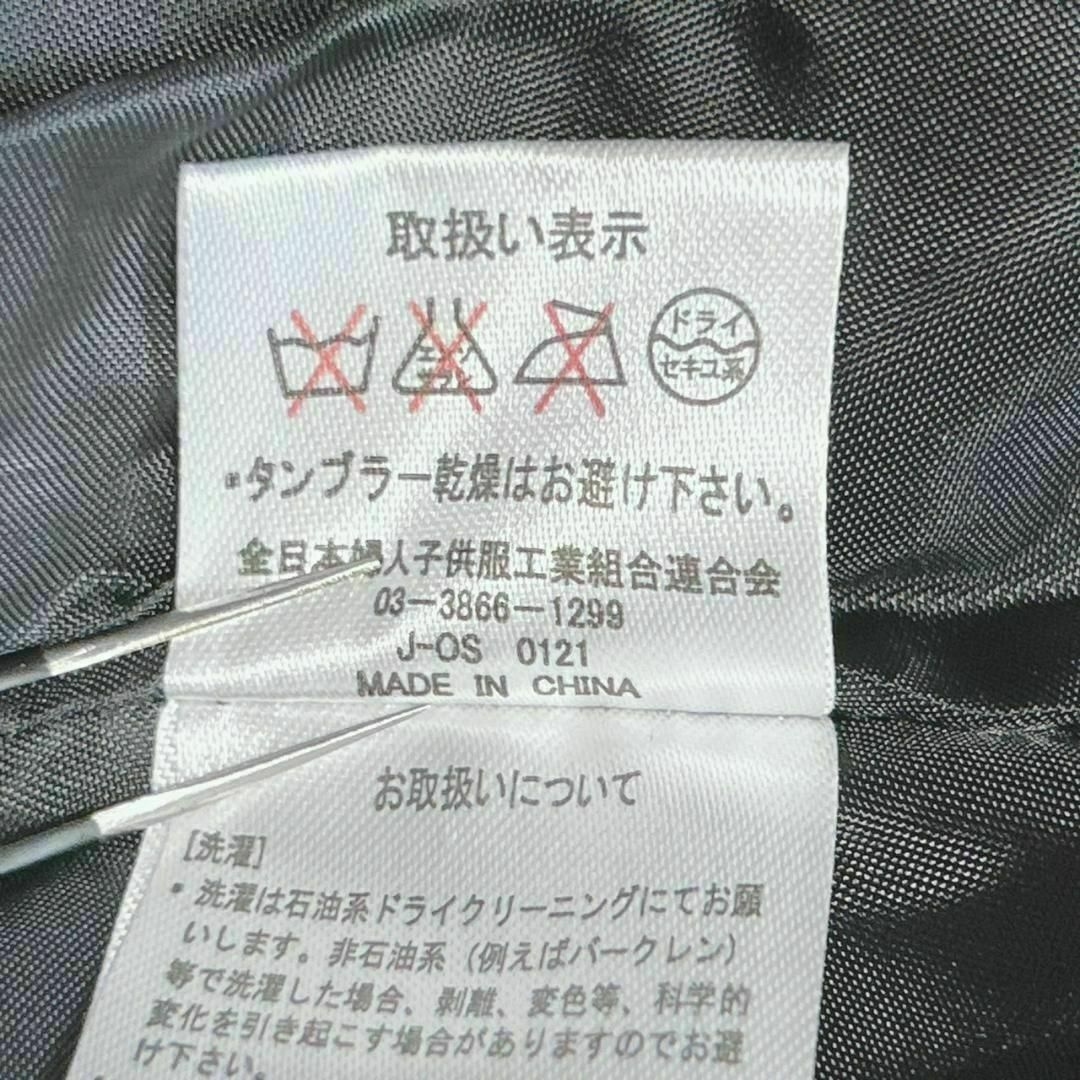 取扱い表示
エンソ
サラシ
ドライ
セキユ系
・タンブラー乾燥はお避け下さい。
全日本婦人子供服工業組合連合会
03-3866-1299
J-OS 0121
MADE IN CHINA
お取扱いについて
[洗濯]
・洗濯は石油系ドライクリーニングにてお願
いします。非石油系（例えばパークレン）
等で洗濯した場合、剥離、変色等、科学的
変化を引き起こす場合がありますのでお避
け下さい。